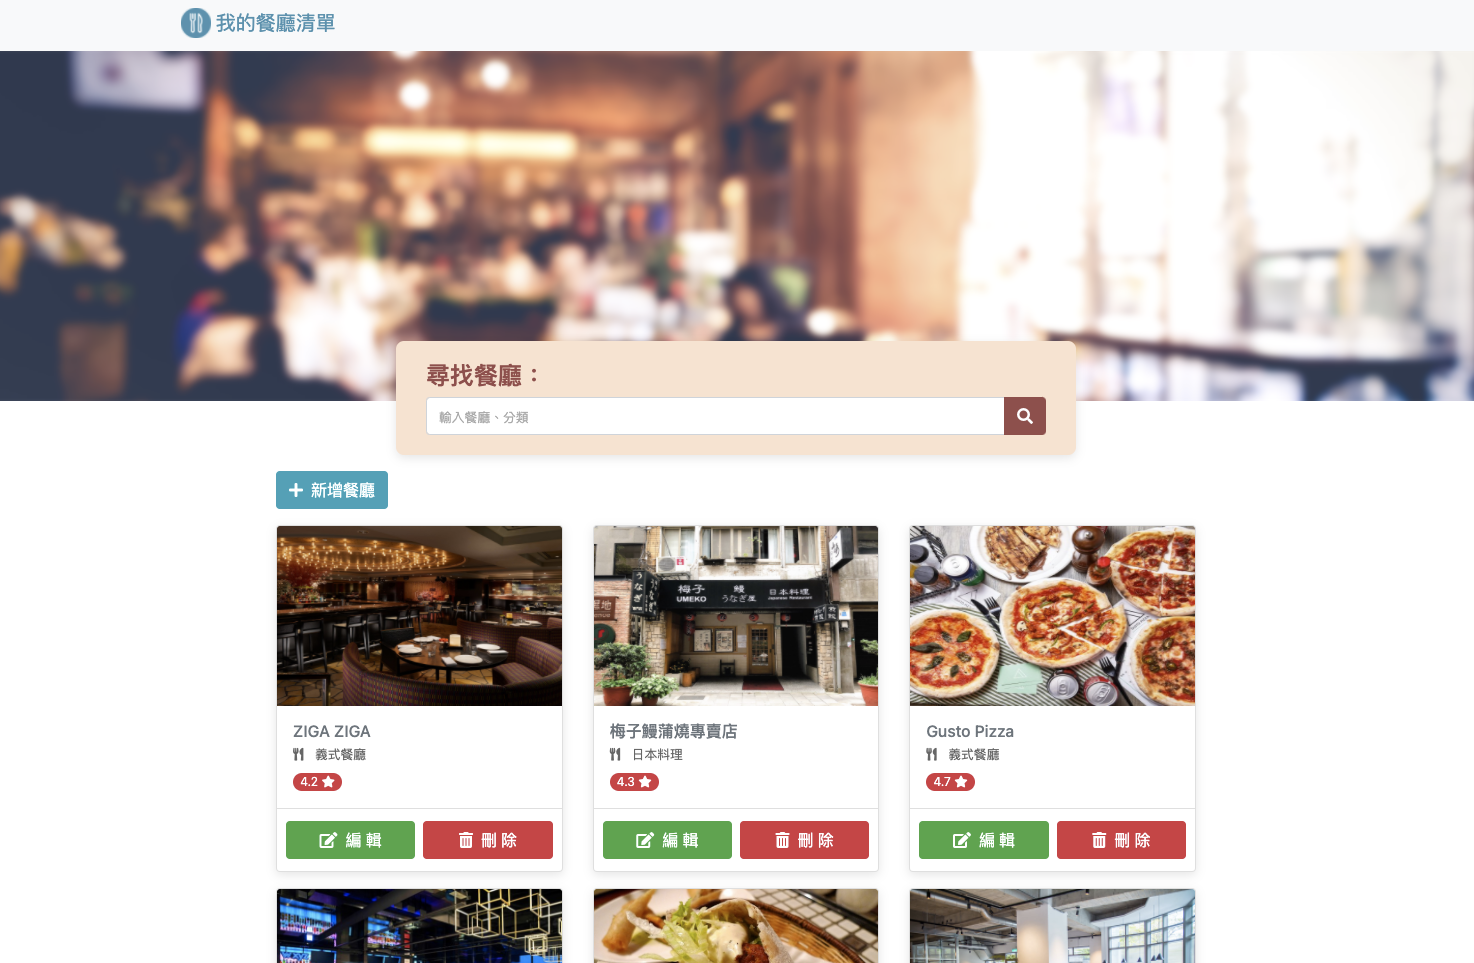 我的餐廳清單
尋找餐廳：
輸入餐廳、分類
新增餐廳
梅子 鰻 日本料理
UMEKO うなぎ屋 Japanese Restaurant
ZIGA ZIGA
義式餐廳
4.2
編 輯 刪 除
梅子鰻蒲燒專賣店
日本料理
4.3
編 輯 刪 除
Gusto Pizza
義式餐廳
4.7
編 輯 刪 除